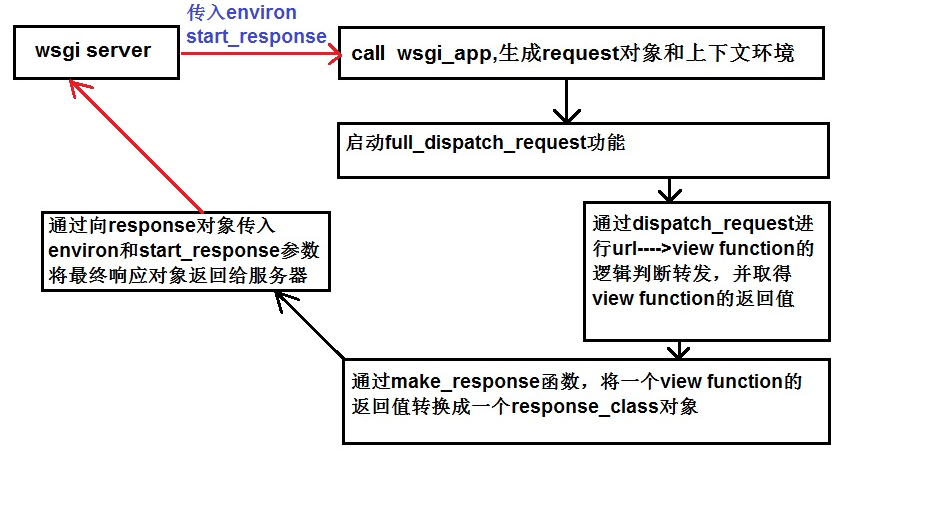 传入environ
start_response
wsgi server
call  wsgi_app,生成request对象和上下文环境
启动full_dispatch_request功能
通过dispatch_request进
行url---->view function的
逻辑判断转发，并取得
view function的返回值
通过make_response函数，将一个view function的
返回值转换成一个response_class对象
通过向response对象传入
environ和start_response参数
将最终响应对象返回给服务器